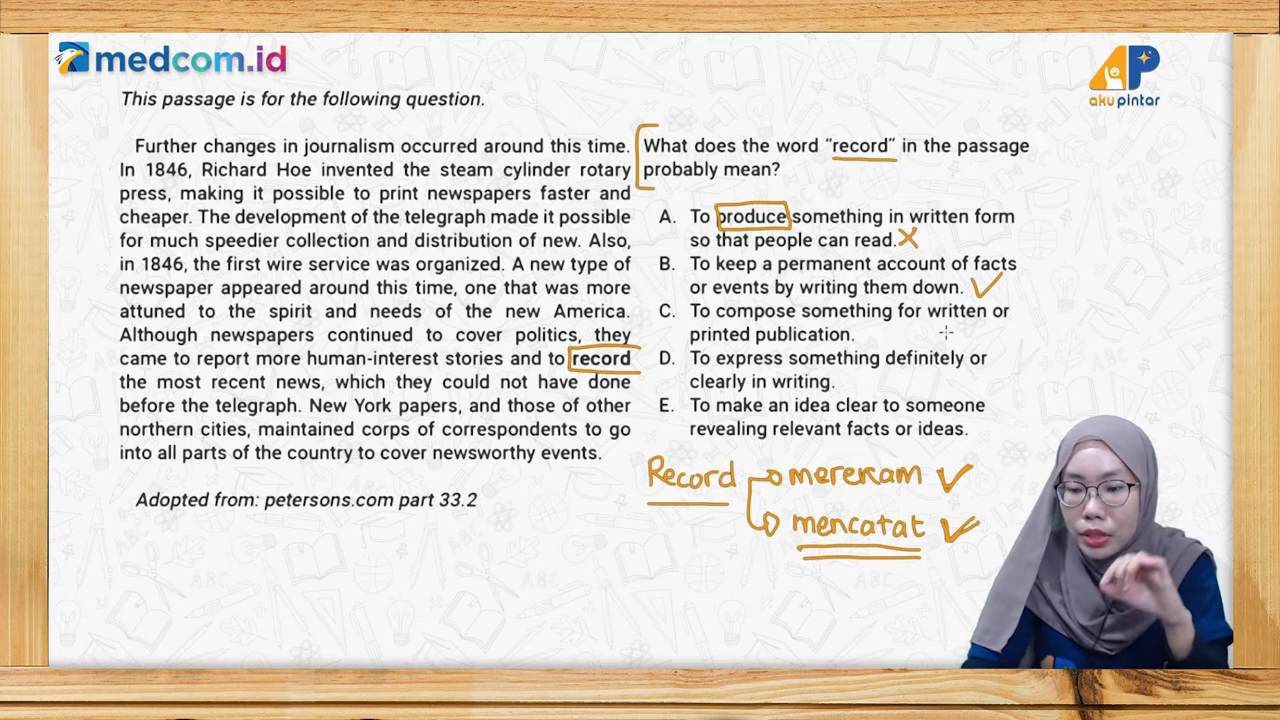 medcom.id
AP
aku pintar
This passage is for the following question.
Further changes in journalism occurred around this time.
In 1846, Richard Hoe invented the steam cylinder rotary
press, making it possible to print newspapers faster and
cheaper. The development of the telegraph made it possible
for much speedier collection and distribution of new. Also,
in 1846, the first wire service was organized. A new type of
newspaper appeared around this time, one that was more
attuned to the spirit and needs of the new America.
Although newspapers continued to cover politics, they
came to report more human-interest stories and to record
the most recent news, which they could not have done
before the telegraph. New York papers, and those of other
northern cities, maintained corps of correspondents to go
into all parts of the country to cover newsworthy events.
Adopted from: petersons.com part 33.2
What does the word “record” in the passage
probably mean?
A. To produce something in written form
so that people can read.
B. To keep a permanent account of facts
or events by writing them down.
C. To compose something for written or
printed publication.
D. To express something definitely or
clearly in writing.
E. To make an idea clear to someone
revealing relevant facts or ideas.
Record merekam
mencatat